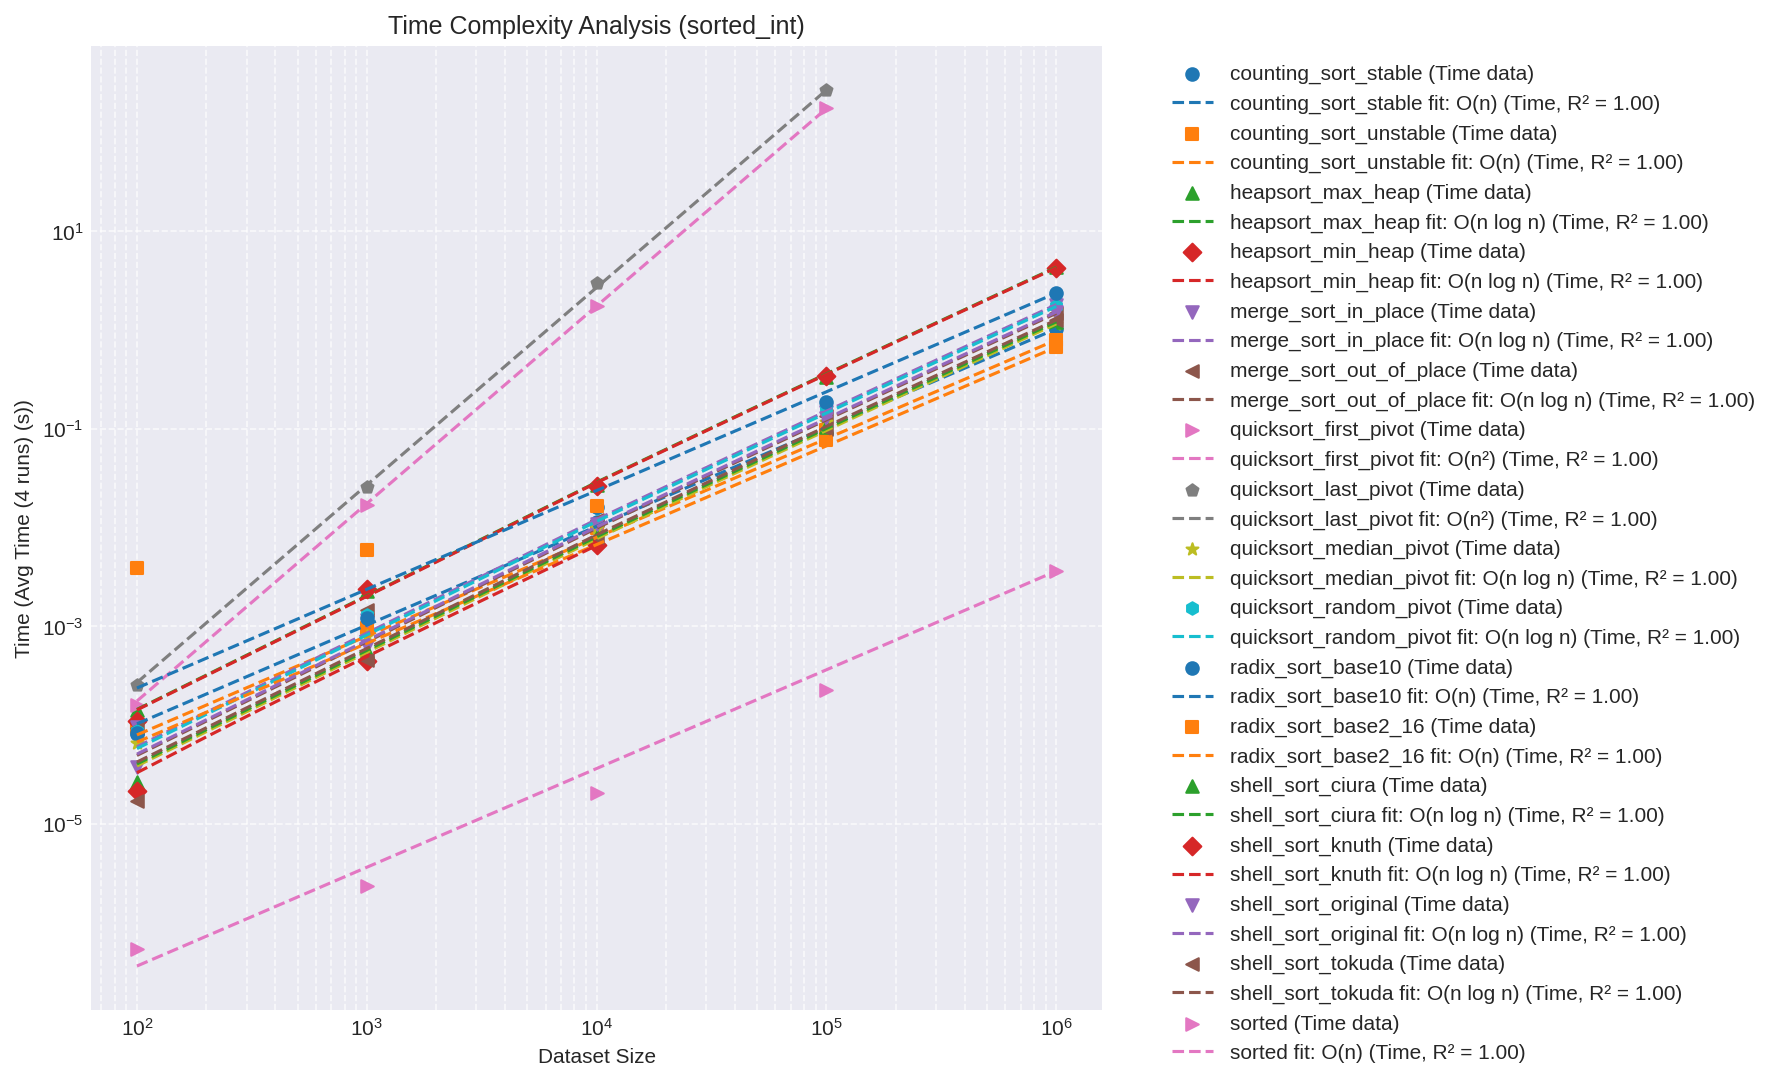 Time Complexity Analysis (sorted_int)
Time (Avg Time (4 runs) (s))
10¹
10⁻¹
10⁻³
10⁻⁵
10²
10³
10⁴
10⁵
10⁶
Dataset Size
counting_sort_stable (Time data)
counting_sort_stable fit: O(n) (Time, R² = 1.00)
counting_sort_unstable (Time data)
counting_sort_unstable fit: O(n) (Time, R² = 1.00)
heapsort_max_heap (Time data)
heapsort_max_heap fit: O(n log n) (Time, R² = 1.00)
heapsort_min_heap (Time data)
heapsort_min_heap fit: O(n log n) (Time, R² = 1.00)
merge_sort_in_place (Time data)
merge_sort_in_place fit: O(n log n) (Time, R² = 1.00)
merge_sort_out_of_place (Time data)
merge_sort_out_of_place fit: O(n log n) (Time, R² = 1.00)
quicksort_first_pivot (Time data)
quicksort_first_pivot fit: O(n²) (Time, R² = 1.00)
quicksort_last_pivot (Time data)
quicksort_last_pivot fit: O(n²) (Time, R² = 1.00)
quicksort_median_pivot (Time data)
quicksort_median_pivot fit: O(n log n) (Time, R² = 1.00)
quicksort_random_pivot (Time data)
quicksort_random_pivot fit: O(n log n) (Time, R² = 1.00)
radix_sort_base10 (Time data)
radix_sort_base10 fit: O(n) (Time, R² = 1.00)
radix_sort_base2_16 (Time data)
radix_sort_base2_16 fit: O(n) (Time, R² = 1.00)
shell_sort_ciura (Time data)
shell_sort_ciura fit: O(n log n) (Time, R² = 1.00)
shell_sort_knuth (Time data)
shell_sort_knuth fit: O(n log n) (Time, R² = 1.00)
shell_sort_original (Time data)
shell_sort_original fit: O(n log n) (Time, R² = 1.00)
shell_sort_tokuda (Time data)
shell_sort_tokuda fit: O(n log n) (Time, R² = 1.00)
sorted (Time data)
sorted fit: O(n) (Time, R² = 1.00)